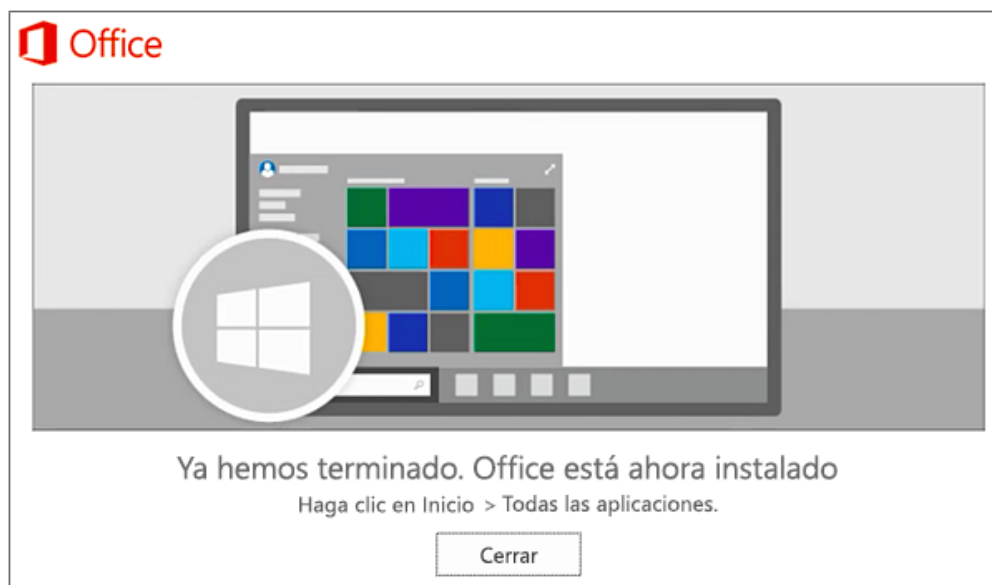 Office
Ya hemos terminado. Office está ahora instalado
Haga clic en Inicio > Todas las aplicaciones.
Cerrar